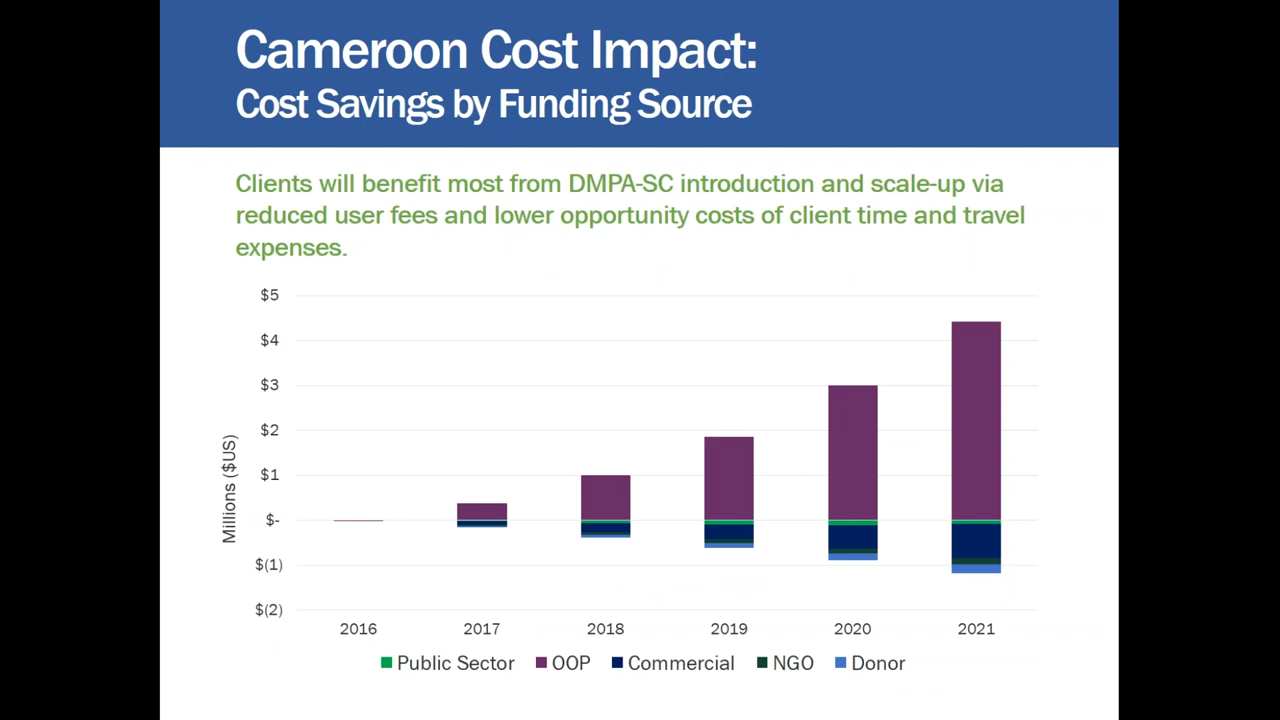 Cameroon Cost Impact:
Cost Savings by Funding Source
Clients will benefit most from DMPA-SC introduction and scale-up via
reduced user fees and lower opportunity costs of client time and travel
expenses.
$5
$4
$3
$2
$1
$-
$(1)
$(2)
Millions ($US)
2016 2017 2018 2019 2020 2021
Public Sector OOP Commercial NGO Donor